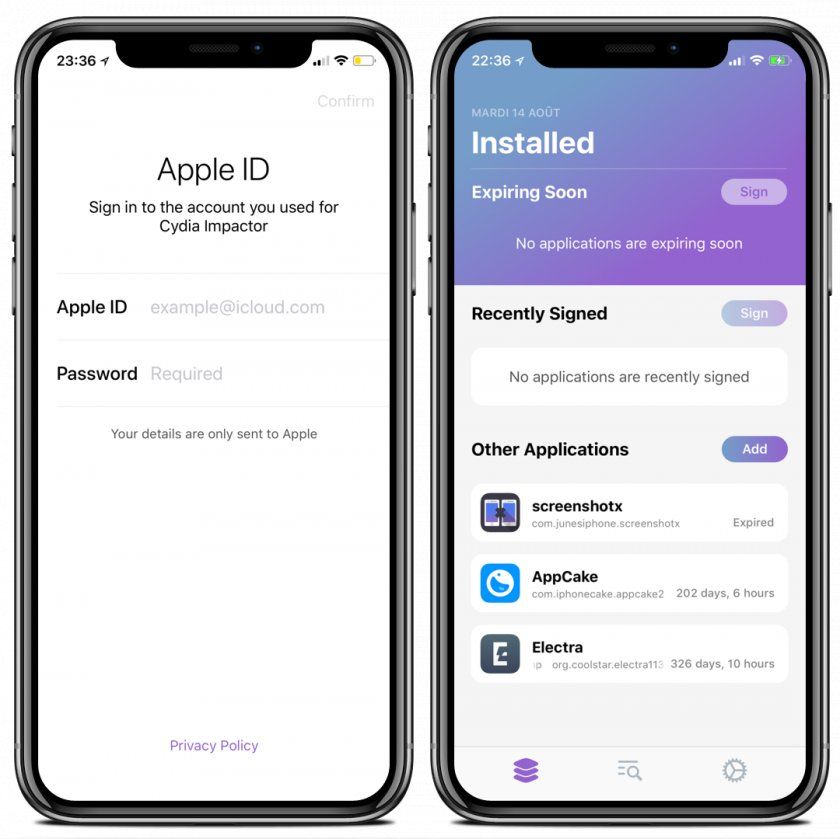 23:36
Confirm
Apple ID
Sign in to the account you used for
Cydia Impactor
Apple ID example@icloud.com
Password Required
Your details are only sent to Apple
Privacy Policy
22:36
MARDI 14 AOÛT
Installed
Expiring Soon Sign
No applications are expiring soon
Recently Signed Sign
No applications are recently signed
Other Applications Add
screenshotx
com.junesiphone.screenshotx Expired
AppCake
com.iphonecake.appcake2 202 days, 6 hours
Electra
org.coolstar.electra113 326 days, 10 hours